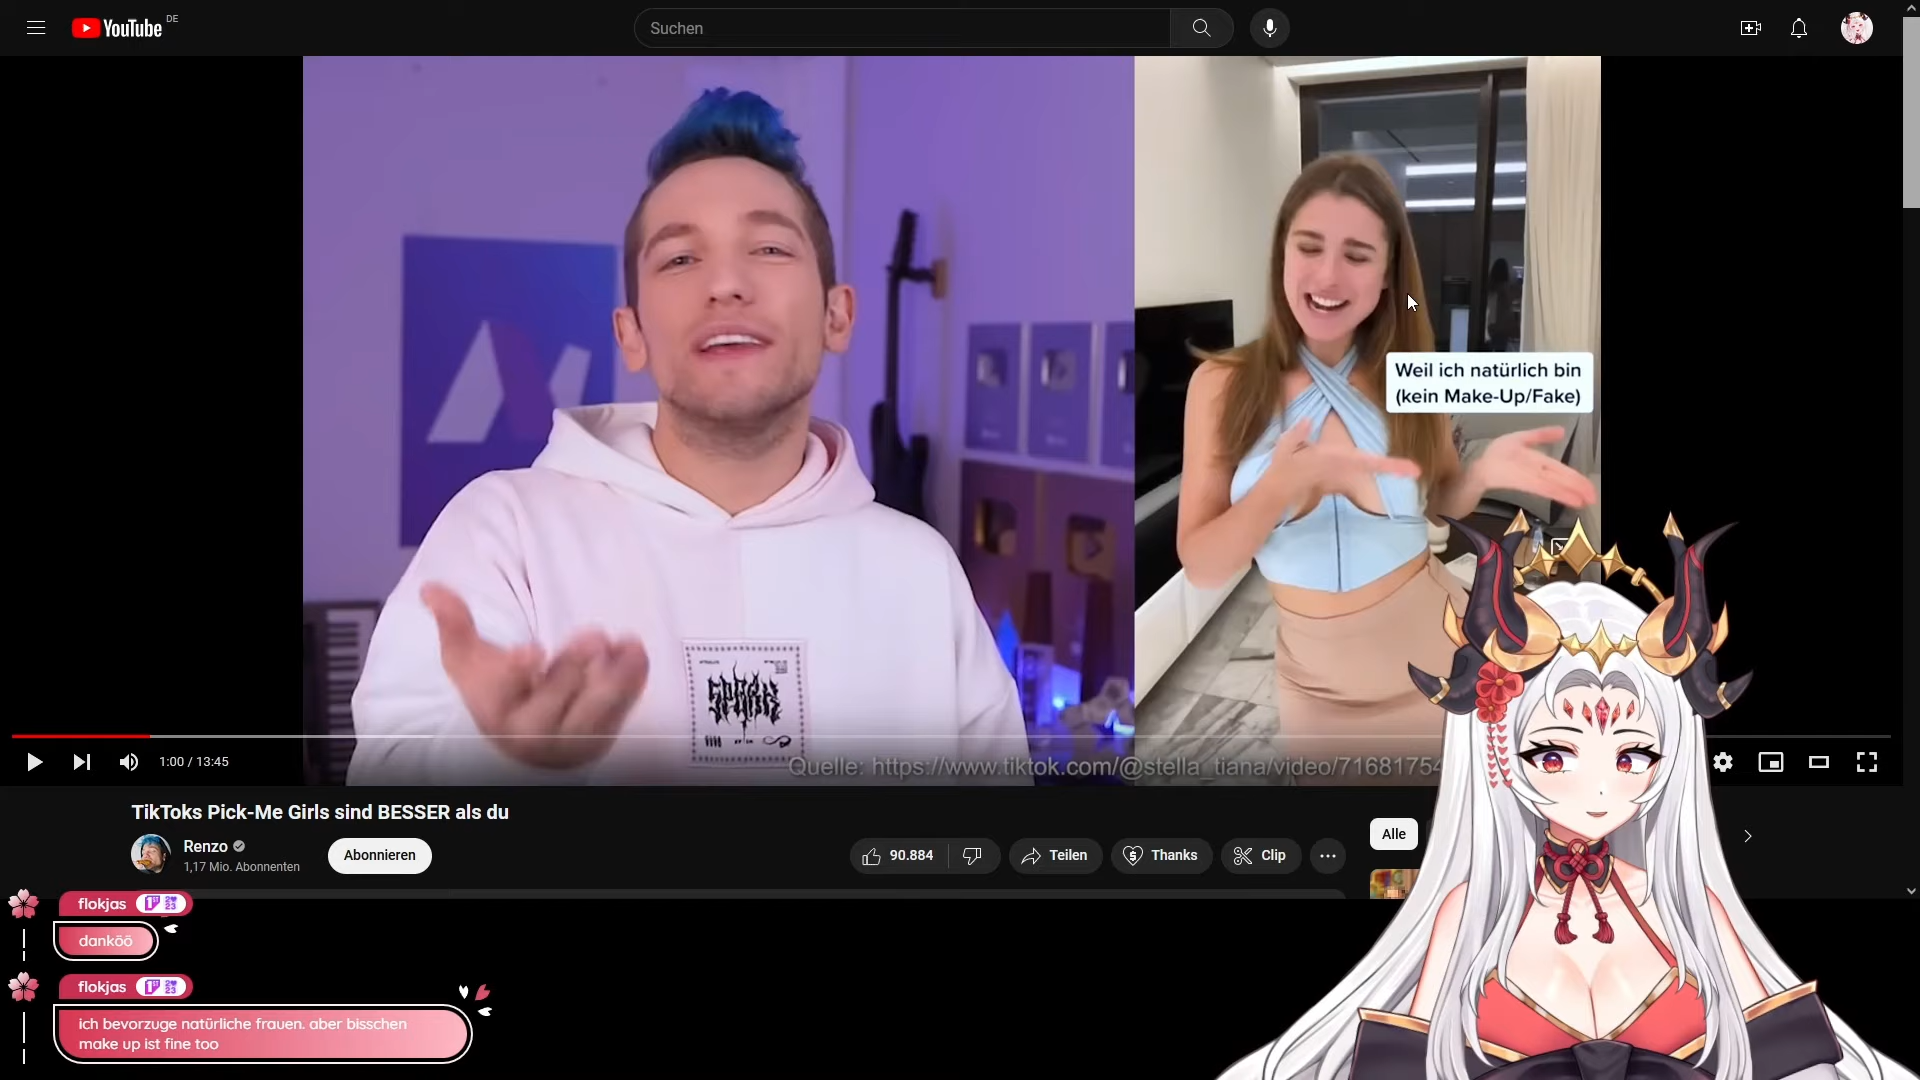 YouTube DE
Suchen
Weil ich natürlich bin
(kein Make-Up/Fake)
SPARK
Quelle: https://www.tiktok.com/@stella_tiana/video/71681754
1:00 / 13:45
TikToks Pick-Me Girls sind BESSER als du
Renzo
1,17 Mio. Abonnenten
Abonnieren
90.884
Teilen
Thanks
Clip
Alle
flokjas
danköö
flokjas
ich bevorzuge natürliche frauen. aber bisschen
make up ist fine too